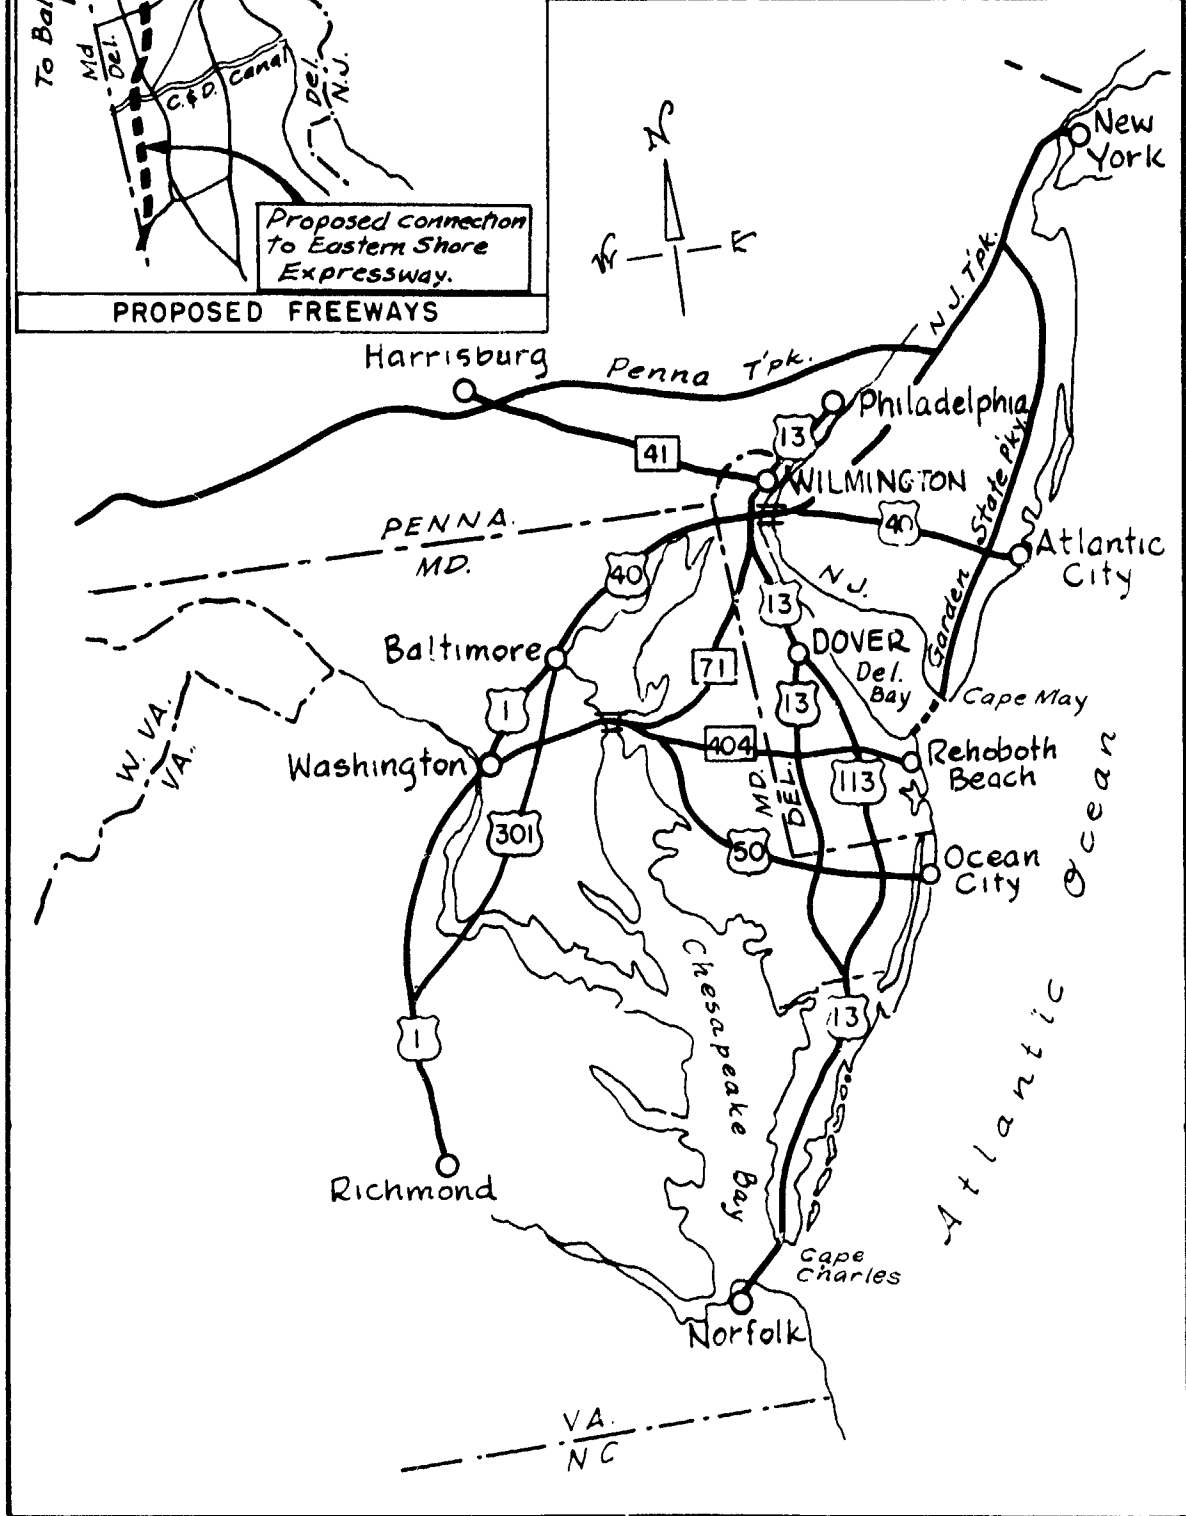 To Bal
Md
Del.
C.&D. Canal
Del.
N.J.
Proposed connection
to Eastern Shore
Expressway.
PROPOSED FREEWAYS
N
W
E
New
York
N.J. T'pk.
Harrisburg
Penna T'pk.
Philadelphia
13
41
WILMINGTON
PENNA.
MD.
40
40
Atlantic
City
Garden State Pky.
N J.
13
Baltimore
DOVER
71
Del.
Bay
13
Cape May
1
W. VA.
VA.
Washington
404
Rehoboth
Beach
MD.
DEL.
113
301
50
Ocean
City
Atlantic Ocean
Chesapeake Bay
13
1
Richmond
Cape
Charles
Norfolk
VA.
N C